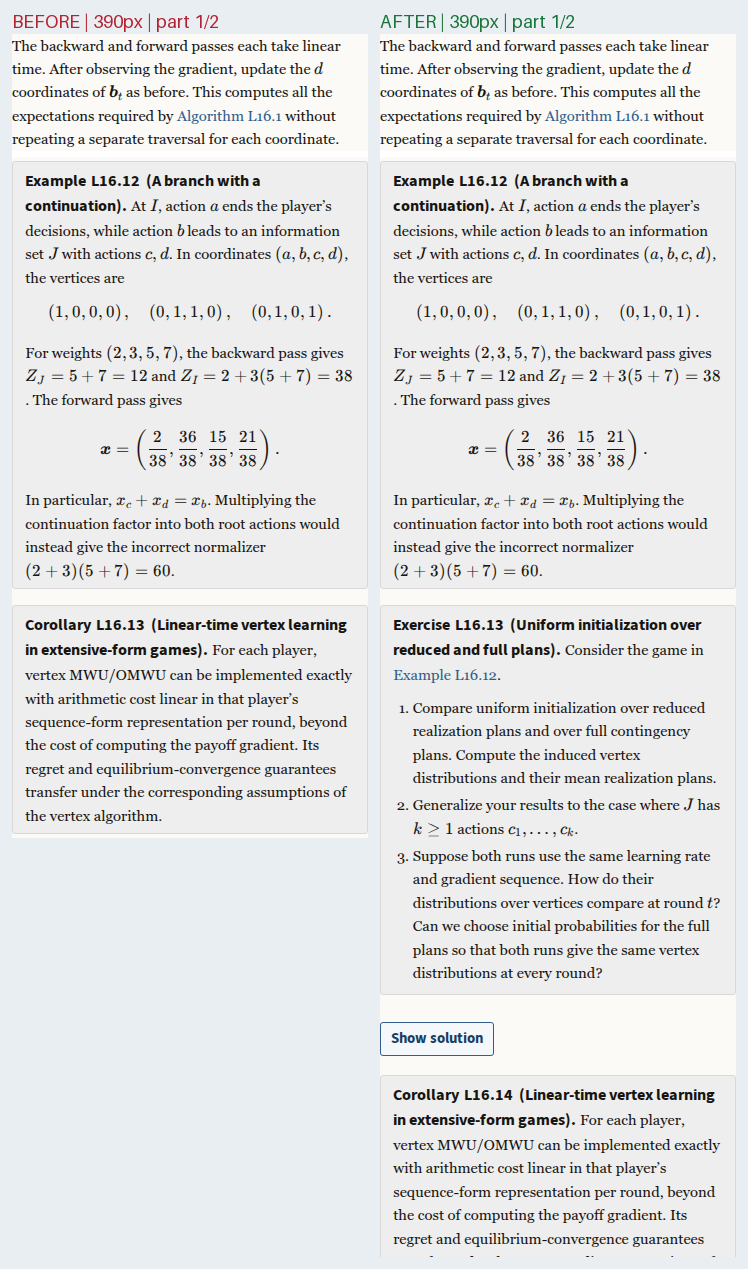 BEFORE | 390px | part 1/2
The backward and forward passes each take linear
time. After observing the gradient, update the d
coordinates of b_t as before. This computes all the
expectations required by Algorithm L16.1 without
repeating a separate traversal for each coordinate.
Example L16.12 (A branch with a
continuation). At I, action a ends the player's
decisions, while action b leads to an information
set J with actions c, d. In coordinates (a, b, c, d),
the vertices are
(1, 0, 0, 0), (0, 1, 1, 0), (0, 1, 0, 1).
For weights (2, 3, 5, 7), the backward pass gives
Z_J = 5 + 7 = 12 and Z_I = 2 + 3(5 + 7) = 38
. The forward pass gives
x = (2/38, 36/38, 15/38, 21/38).
In particular, x_c + x_d = x_b. Multiplying the
continuation factor into both root actions would
instead give the incorrect normalizer
(2 + 3)(5 + 7) = 60.
Corollary L16.13 (Linear-time vertex learning
in extensive-form games). For each player,
vertex MWU/OMWU can be implemented exactly
with arithmetic cost linear in that player's
sequence-form representation per round, beyond
the cost of computing the payoff gradient. Its
regret and equilibrium-convergence guarantees
transfer under the corresponding assumptions of
the vertex algorithm.
AFTER | 390px | part 1/2
The backward and forward passes each take linear
time. After observing the gradient, update the d
coordinates of b_t as before. This computes all the
expectations required by Algorithm L16.1 without
repeating a separate traversal for each coordinate.
Example L16.12 (A branch with a
continuation). At I, action a ends the player's
decisions, while action b leads to an information
set J with actions c, d. In coordinates (a, b, c, d),
the vertices are
(1, 0, 0, 0), (0, 1, 1, 0), (0, 1, 0, 1).
For weights (2, 3, 5, 7), the backward pass gives
Z_J = 5 + 7 = 12 and Z_I = 2 + 3(5 + 7) = 38
. The forward pass gives
x = (2/38, 36/38, 15/38, 21/38).
In particular, x_c + x_d = x_b. Multiplying the
continuation factor into both root actions would
instead give the incorrect normalizer
(2 + 3)(5 + 7) = 60.
Exercise L16.13 (Uniform initialization over
reduced and full plans). Consider the game in
Example L16.12.
1. Compare uniform initialization over reduced
realization plans and over full contingency
plans. Compute the induced vertex
distributions and their mean realization plans.
2. Generalize your results to the case where J has
k ≥ 1 actions c_1, . . . , c_k.
3. Suppose both runs use the same learning rate
and gradient sequence. How do their
distributions over vertices compare at round t?
Can we choose initial probabilities for the full
plans so that both runs give the same vertex
distributions at every round?
Show solution
Corollary L16.14 (Linear-time vertex learning
in extensive-form games). For each player,
vertex MWU/OMWU can be implemented exactly
with arithmetic cost linear in that player's
sequence-form representation per round, beyond
the cost of computing the payoff gradient. Its
regret and equilibrium-convergence guarantees